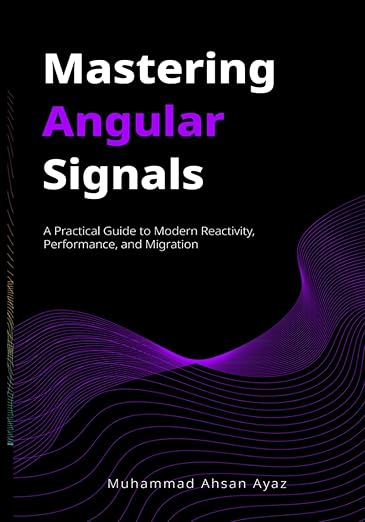 Mastering
Angular
Signals
A Practical Guide to Modern Reactivity,
Performance, and Migration
Muhammad Ahsan Ayaz